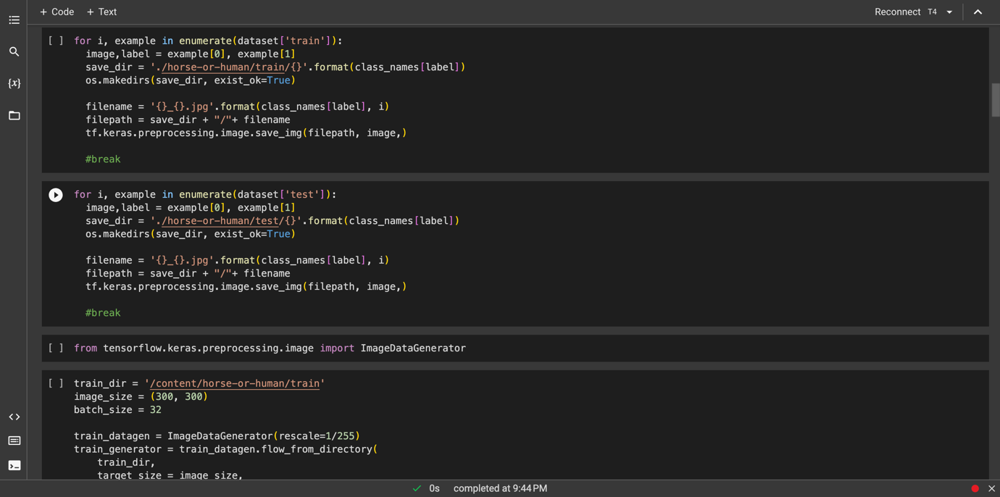 + Code + Text Reconnect T4
[ ] for i, example in enumerate(dataset['train']):
image,label = example[0], example[1]
save_dir = './horse-or-human/train/{}'.format(class_names[label])
os.makedirs(save_dir, exist_ok=True)
filename = '{}_{}.jpg'.format(class_names[label], i)
filepath = save_dir + "/"+ filename
tf.keras.preprocessing.image.save_img(filepath, image,)
#break
for i, example in enumerate(dataset['test']):
image,label = example[0], example[1]
save_dir = './horse-or-human/test/{}'.format(class_names[label])
os.makedirs(save_dir, exist_ok=True)
filename = '{}_{}.jpg'.format(class_names[label], i)
filepath = save_dir + "/"+ filename
tf.keras.preprocessing.image.save_img(filepath, image,)
#break
[ ] from tensorflow.keras.preprocessing.image import ImageDataGenerator
[ ] train_dir = '/content/horse-or-human/train'
image_size = (300, 300)
batch_size = 32
train_datagen = ImageDataGenerator(rescale=1/255)
train_generator = train_datagen.flow_from_directory(
train_dir,
target_size = image_size,
0s completed at 9:44 PM
{x}